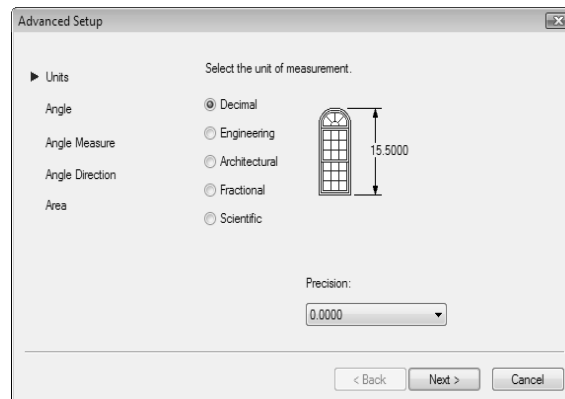 Advanced Setup
Units
Angle
Angle Measure
Angle Direction
Area
Select the unit of measurement.
Decimal
Engineering
Architectural
Fractional
Scientific
15.5000
Precision:
0.0000
< Back
Next >
Cancel